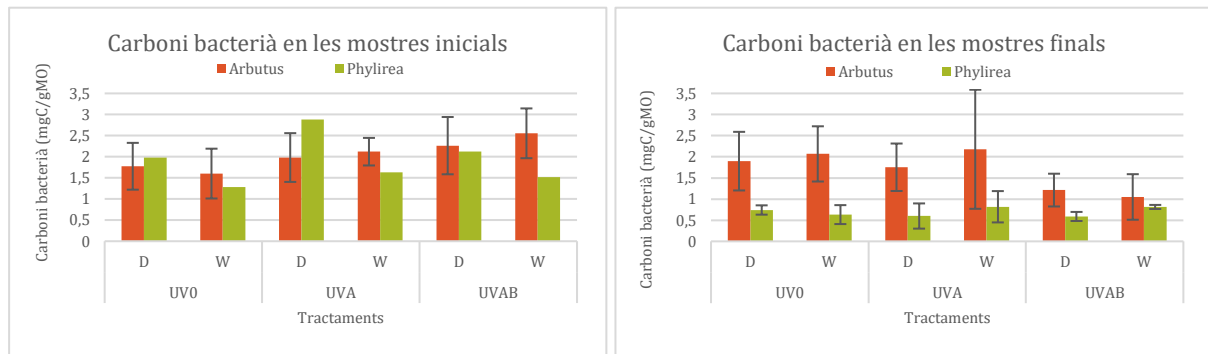 Carboni bacterià en les mostres inicials
Arbutus Phylirea
Carboni bacterià (mgC/gMO)
3,5
3
2,5
2
1,5
1
0,5
0
D W D W D W
UV0 UVA UVAB
Tractaments
Carboni bacterià en les mostres finals
Arbutus Phylirea
Carboni bacterià (mgC/gMO)
3,5
3
2,5
2
1,5
1
0,5
0
D W D W D W
UV0 UVA UVAB
Tractaments